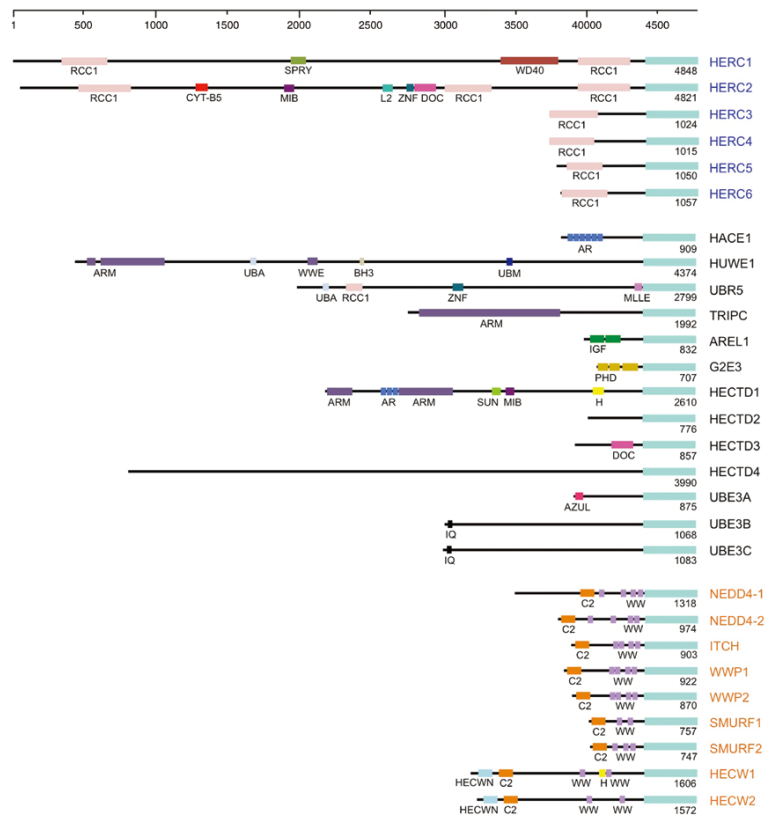 1 500 1000 1500 2000 2500 3000 3500 40000 4500
HERC1
RCC1 SPRY WD40 RCC1 4848
HERC2
RCC1 CYT-B5 MIB L2 ZNF DOC RCC1 RCC1 4821
HERC3
RCC1 1024
HERC4
RCC1 1015
HERC5
RCC1 1050
HERC6
RCC1 1057
HACE1
AR 909
HUWE1
ARM UBA WWE BH3 UBM 4374
UBR5
UBA RCC1 ZNF MLLE 2799
TRIPC
ARM 1992
AREL1
IGF 832
G2E3
PHD 707
HECTD1
ARM AR ARM SUN MIB H 2610
HECTD2
776
HECTD3
DOC 857
HECTD4
3990
UBE3A
AZUL 875
UBE3B
IQ 1068
UBE3C
IQ 1083
NEDD4-1
C2 WW 1318
NEDD4-2
C2 WW 974
ITCH
C2 WW 903
WWP1
C2 WW 922
WWP2
C2 WW 870
SMURF1
C2 WW 757
SMURF2
C2 WW 747
HECW1
HECWN C2 WW H WW 1606
HECW2
HECWN C2 WW WW 1572